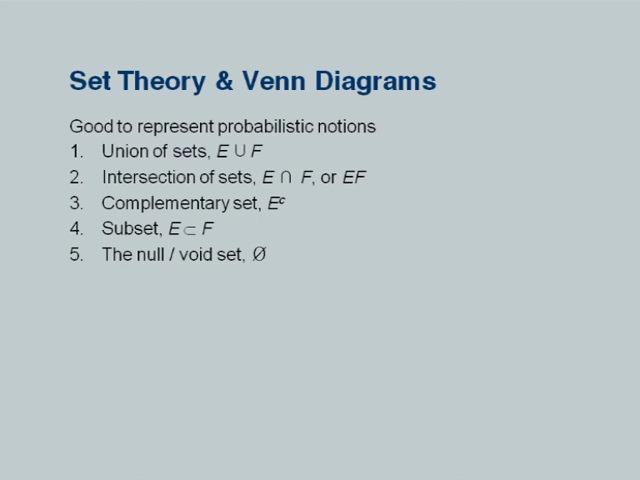 Set Theory & Venn Diagrams
Good to represent probabilistic notions
1. Union of sets, E ∪ F
2. Intersection of sets, E ∩ F, or EF
3. Complementary set, Eᶜ
4. Subset, E ⊂ F
5. The null / void set, Ø